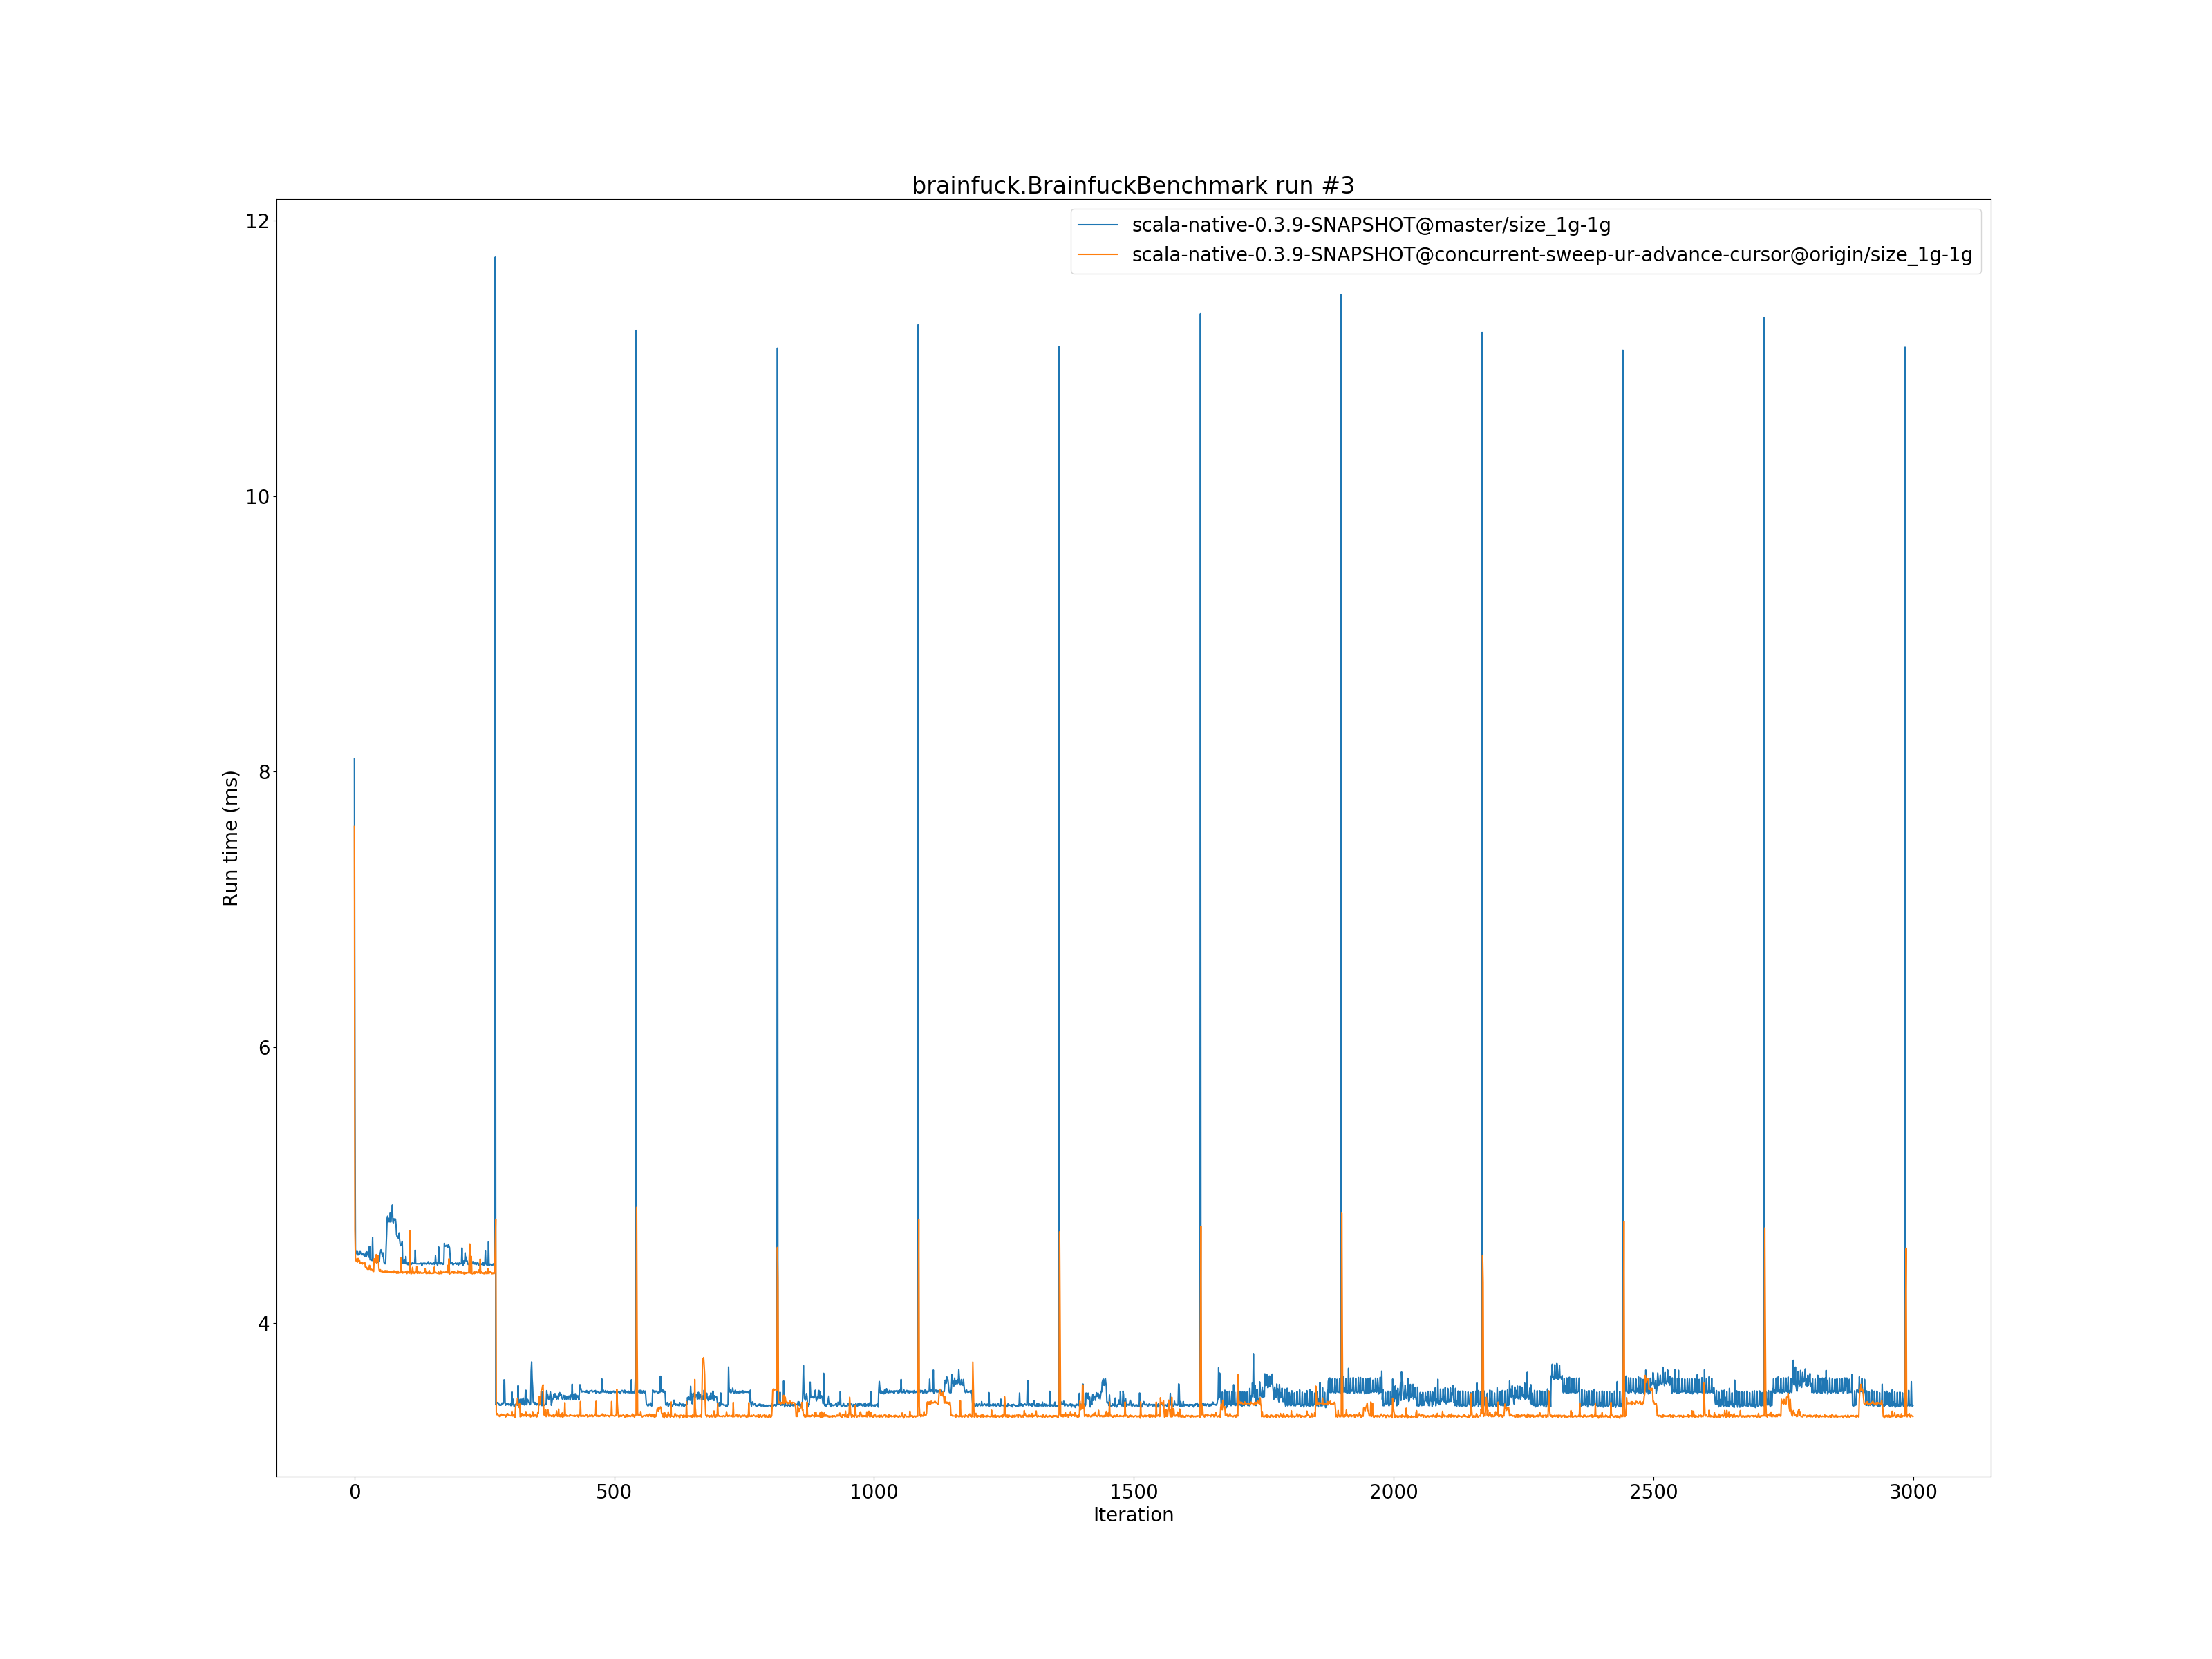 brainfuck.BrainfuckBenchmark run #3
scala-native-0.3.9-SNAPSHOT@master/size_1g-1g
scala-native-0.3.9-SNAPSHOT@concurrent-sweep-ur-advance-cursor@origin/size_1g-1g
12
10
8
6
4
Run time (ms)
0 500 1000 1500 2000 2500 3000
Iteration